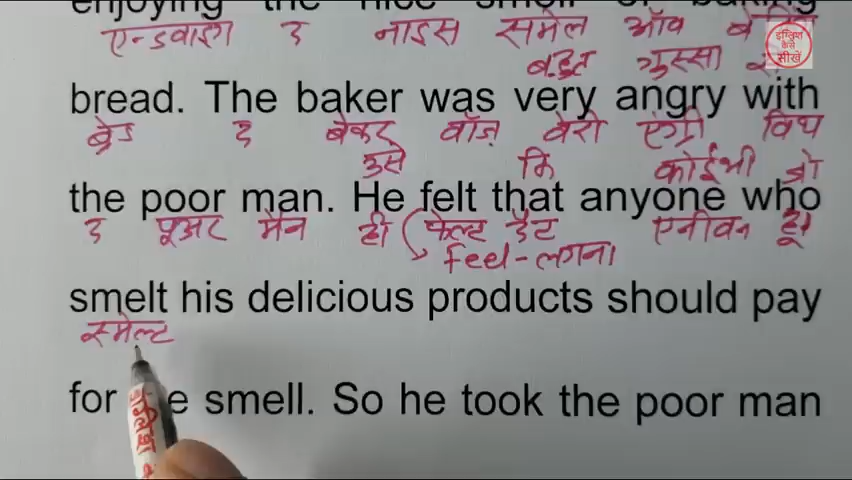 enjoying the nice smell of baking
एन्डवाइंग द नाइस स्मेल ऑव
इंग्लिश कैसे सीखें
बहुत गुस्सा
bread. The baker was very angry with
ब्रेड द बेकर वॉज़ वेरी एंग्री विथ
उसे कि कोईभी जो
the poor man. He felt that anyone who
द पूअर मैन ही फेल्ट डैट एनीवन हू
feel-लगना
smelt his delicious products should pay
स्मेल्ट
for smell. So he took the poor man